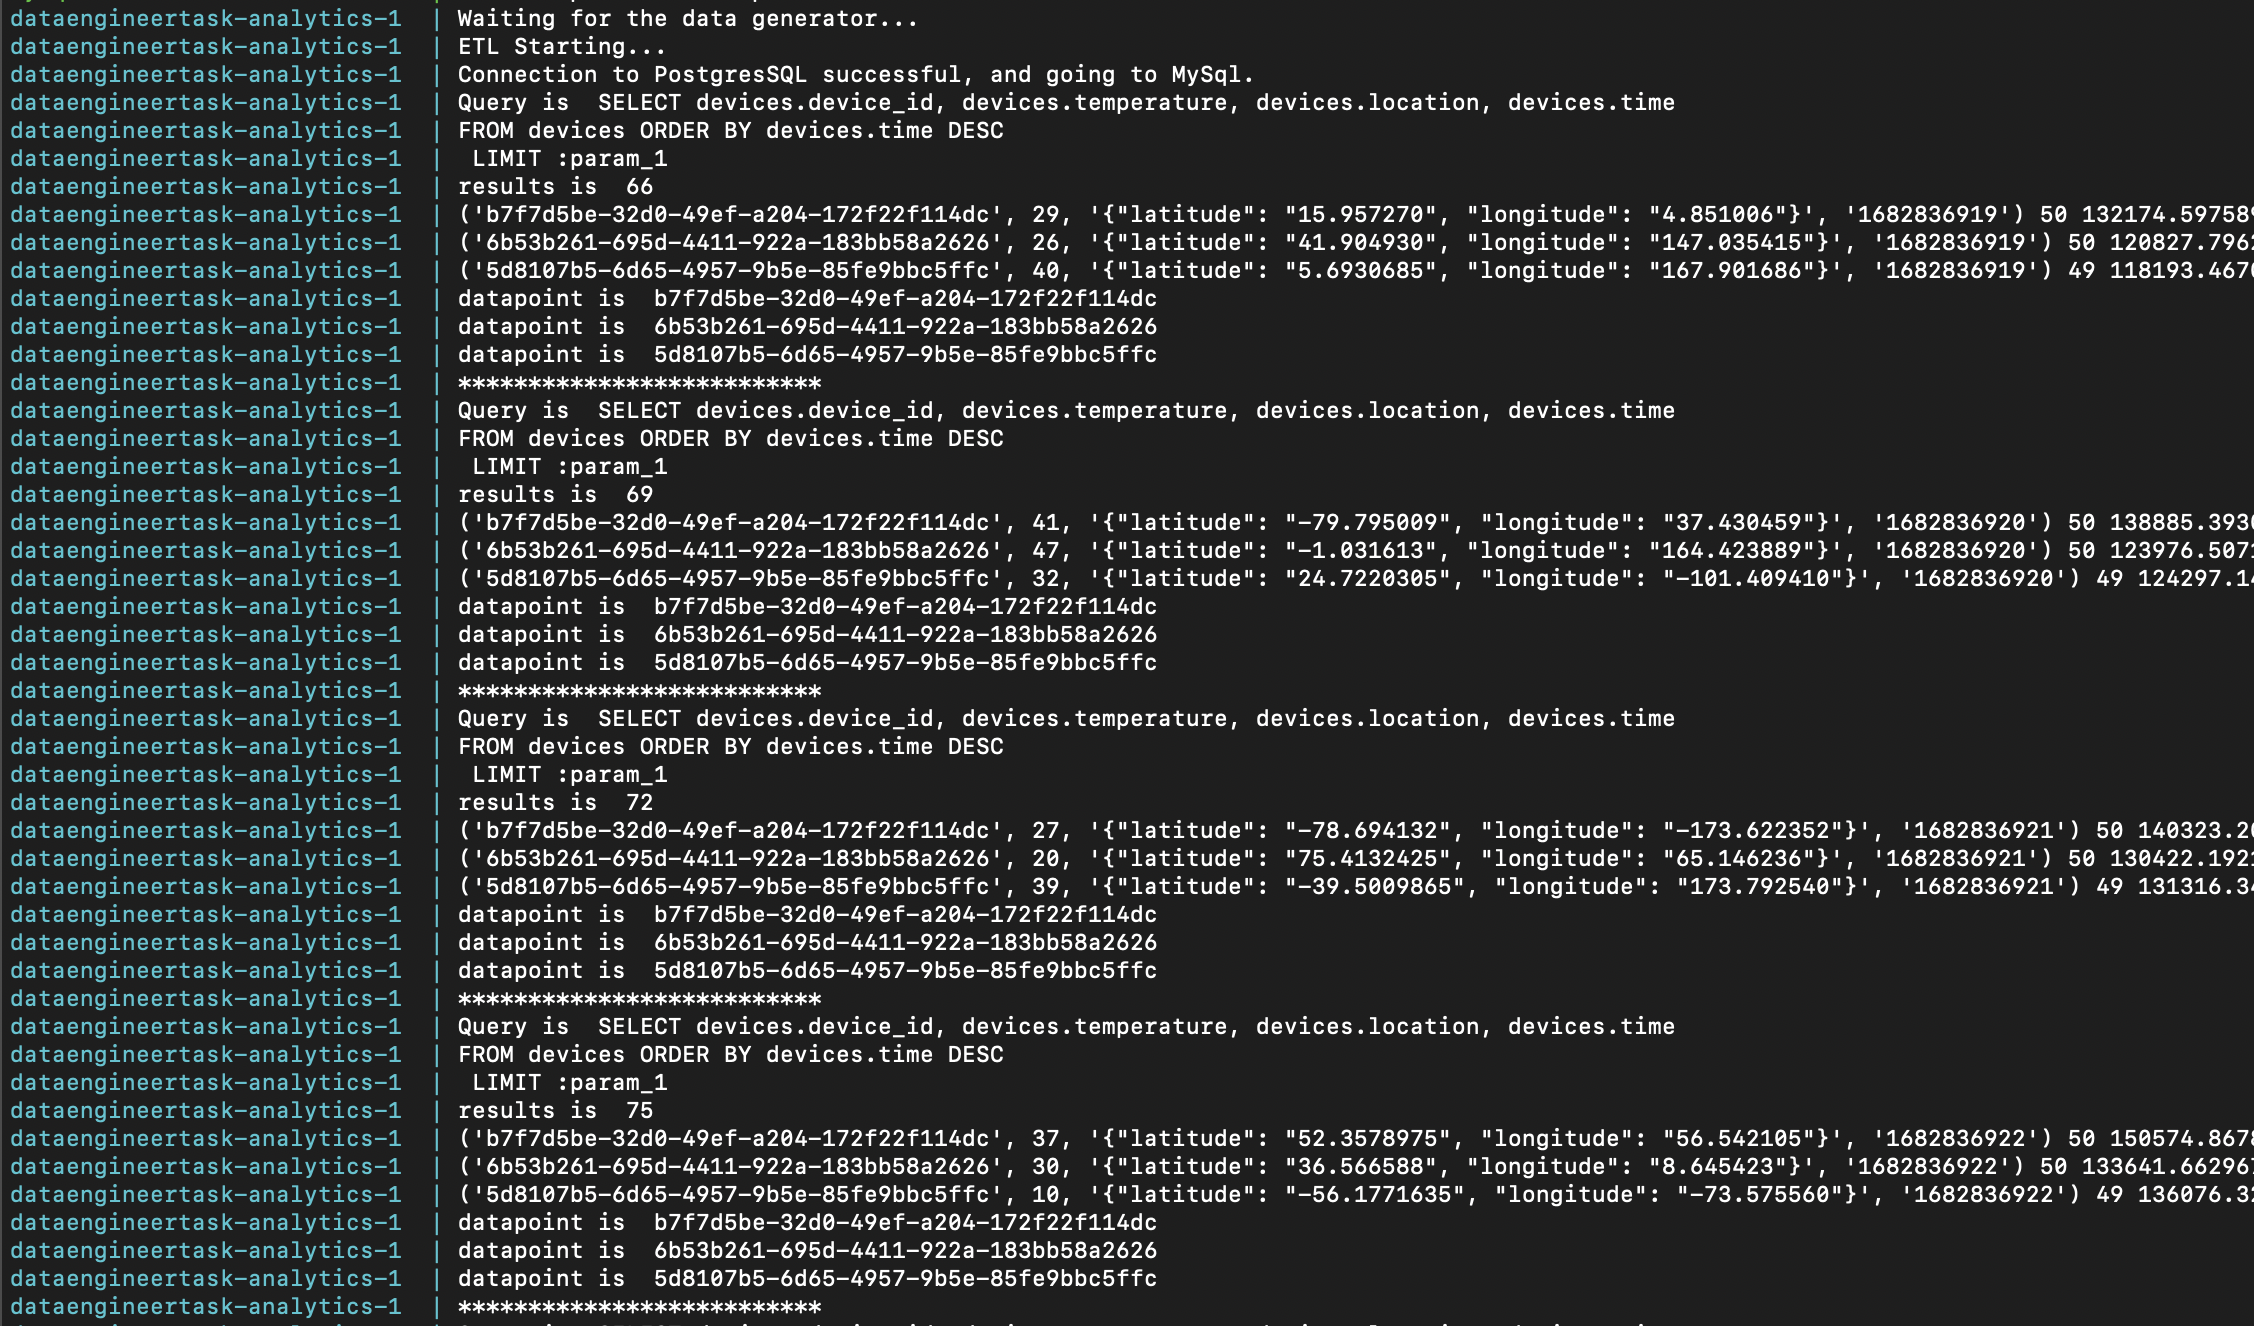 dataengineertask-analytics-1 | Waiting for the data generator...
dataengineertask-analytics-1 | ETL Starting...
dataengineertask-analytics-1 | Connection to PostgresSQL successful, and going to MySql.
dataengineertask-analytics-1 | Query is  SELECT devices.device_id, devices.temperature, devices.location, devices.time
dataengineertask-analytics-1 | FROM devices ORDER BY devices.time DESC
dataengineertask-analytics-1 |  LIMIT :param_1
dataengineertask-analytics-1 | results is  66
dataengineertask-analytics-1 | ('b7f7d5be-32d0-49ef-a204-172f22f114dc', 29, '{"latitude": "15.957270", "longitude": "4.851006"}', '1682836919') 50 132174.597589
dataengineertask-analytics-1 | ('6b53b261-695d-4411-922a-183bb58a2626', 26, '{"latitude": "41.904930", "longitude": "147.035415"}', '1682836919') 50 120827.7962
dataengineertask-analytics-1 | ('5d8107b5-6d65-4957-9b5e-85fe9bbc5ffc', 40, '{"latitude": "5.6930685", "longitude": "167.901686"}', '1682836919') 49 118193.4670
dataengineertask-analytics-1 | datapoint is  b7f7d5be-32d0-49ef-a204-172f22f114dc
dataengineertask-analytics-1 | datapoint is  6b53b261-695d-4411-922a-183bb58a2626
dataengineertask-analytics-1 | datapoint is  5d8107b5-6d65-4957-9b5e-85fe9bbc5ffc
dataengineertask-analytics-1 | **************************
dataengineertask-analytics-1 | Query is  SELECT devices.device_id, devices.temperature, devices.location, devices.time
dataengineertask-analytics-1 | FROM devices ORDER BY devices.time DESC
dataengineertask-analytics-1 |  LIMIT :param_1
dataengineertask-analytics-1 | results is  69
dataengineertask-analytics-1 | ('b7f7d5be-32d0-49ef-a204-172f22f114dc', 41, '{"latitude": "-79.795009", "longitude": "37.430459"}', '1682836920') 50 138885.3930
dataengineertask-analytics-1 | ('6b53b261-695d-4411-922a-183bb58a2626', 47, '{"latitude": "-1.031613", "longitude": "164.423889"}', '1682836920') 50 123976.5071
dataengineertask-analytics-1 | ('5d8107b5-6d65-4957-9b5e-85fe9bbc5ffc', 32, '{"latitude": "24.7220305", "longitude": "-101.409410"}', '1682836920') 49 124297.14
dataengineertask-analytics-1 | datapoint is  b7f7d5be-32d0-49ef-a204-172f22f114dc
dataengineertask-analytics-1 | datapoint is  6b53b261-695d-4411-922a-183bb58a2626
dataengineertask-analytics-1 | datapoint is  5d8107b5-6d65-4957-9b5e-85fe9bbc5ffc
dataengineertask-analytics-1 | **************************
dataengineertask-analytics-1 | Query is  SELECT devices.device_id, devices.temperature, devices.location, devices.time
dataengineertask-analytics-1 | FROM devices ORDER BY devices.time DESC
dataengineertask-analytics-1 |  LIMIT :param_1
dataengineertask-analytics-1 | results is  72
dataengineertask-analytics-1 | ('b7f7d5be-32d0-49ef-a204-172f22f114dc', 27, '{"latitude": "-78.694132", "longitude": "-173.622352"}', '1682836921') 50 140323.20
dataengineertask-analytics-1 | ('6b53b261-695d-4411-922a-183bb58a2626', 20, '{"latitude": "75.4132425", "longitude": "65.146236"}', '1682836921') 50 130422.1921
dataengineertask-analytics-1 | ('5d8107b5-6d65-4957-9b5e-85fe9bbc5ffc', 39, '{"latitude": "-39.5009865", "longitude": "173.792540"}', '1682836921') 49 131316.34
dataengineertask-analytics-1 | datapoint is  b7f7d5be-32d0-49ef-a204-172f22f114dc
dataengineertask-analytics-1 | datapoint is  6b53b261-695d-4411-922a-183bb58a2626
dataengineertask-analytics-1 | datapoint is  5d8107b5-6d65-4957-9b5e-85fe9bbc5ffc
dataengineertask-analytics-1 | **************************
dataengineertask-analytics-1 | Query is  SELECT devices.device_id, devices.temperature, devices.location, devices.time
dataengineertask-analytics-1 | FROM devices ORDER BY devices.time DESC
dataengineertask-analytics-1 |  LIMIT :param_1
dataengineertask-analytics-1 | results is  75
dataengineertask-analytics-1 | ('b7f7d5be-32d0-49ef-a204-172f22f114dc', 37, '{"latitude": "52.3578975", "longitude": "56.542105"}', '1682836922') 50 150574.8678
dataengineertask-analytics-1 | ('6b53b261-695d-4411-922a-183bb58a2626', 30, '{"latitude": "36.566588", "longitude": "8.645423"}', '1682836922') 50 133641.662967
dataengineertask-analytics-1 | ('5d8107b5-6d65-4957-9b5e-85fe9bbc5ffc', 10, '{"latitude": "-56.1771635", "longitude": "-73.575560"}', '1682836922') 49 136076.32
dataengineertask-analytics-1 | datapoint is  b7f7d5be-32d0-49ef-a204-172f22f114dc
dataengineertask-analytics-1 | datapoint is  6b53b261-695d-4411-922a-183bb58a2626
dataengineertask-analytics-1 | datapoint is  5d8107b5-6d65-4957-9b5e-85fe9bbc5ffc
dataengineertask-analytics-1 | **************************